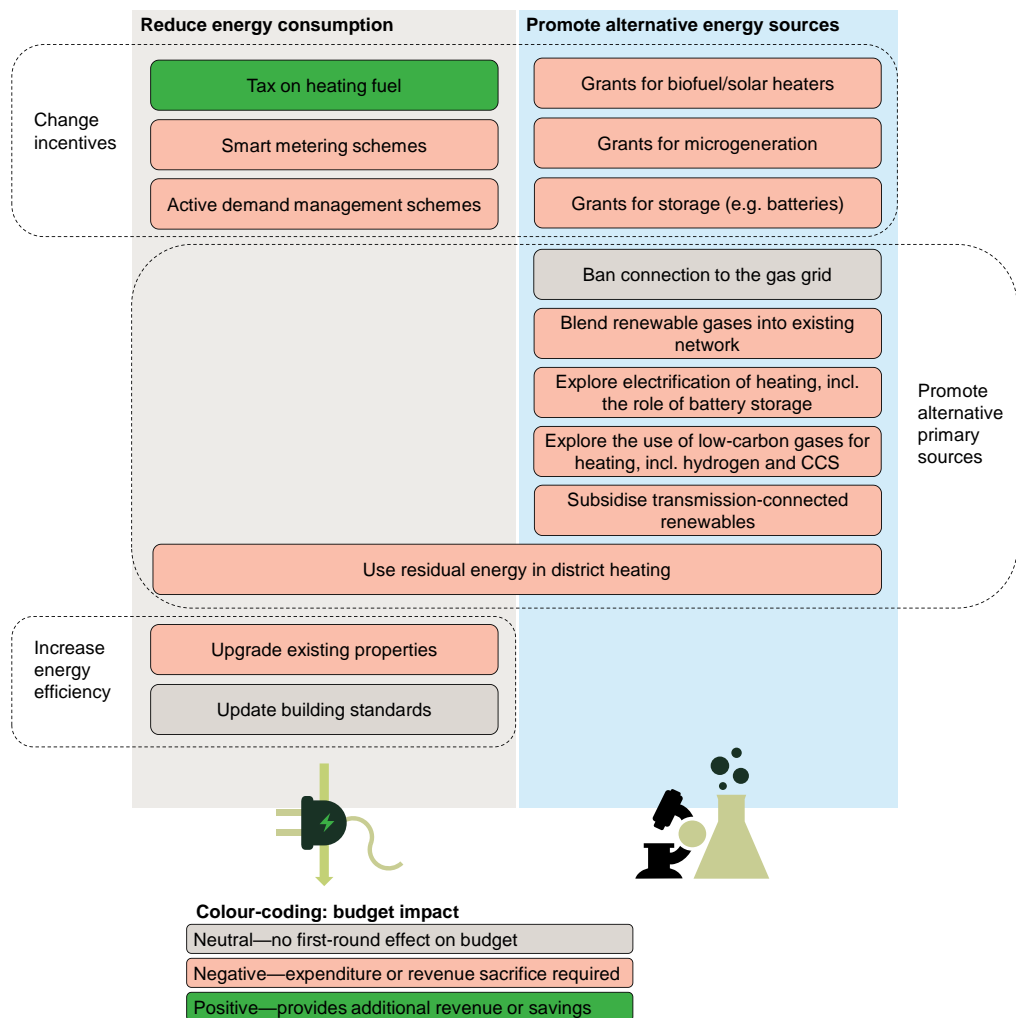 Reduce energy consumption
Promote alternative energy sources
Change
incentives
Tax on heating fuel
Smart metering schemes
Active demand management schemes
Grants for biofuel/solar heaters
Grants for microgeneration
Grants for storage (e.g. batteries)
Ban connection to the gas grid
Blend renewable gases into existing
network
Explore electrification of heating, incl.
the role of battery storage
Explore the use of low-carbon gases for
heating, incl. hydrogen and CCS
Subsidise transmission-connected
renewables
Use residual energy in district heating
Promote
alternative
primary
sources
Increase
energy
efficiency
Upgrade existing properties
Update building standards
Colour-coding: budget impact
Neutral—no first-round effect on budget
Negative—expenditure or revenue sacrifice required
Positive—provides additional revenue or savings